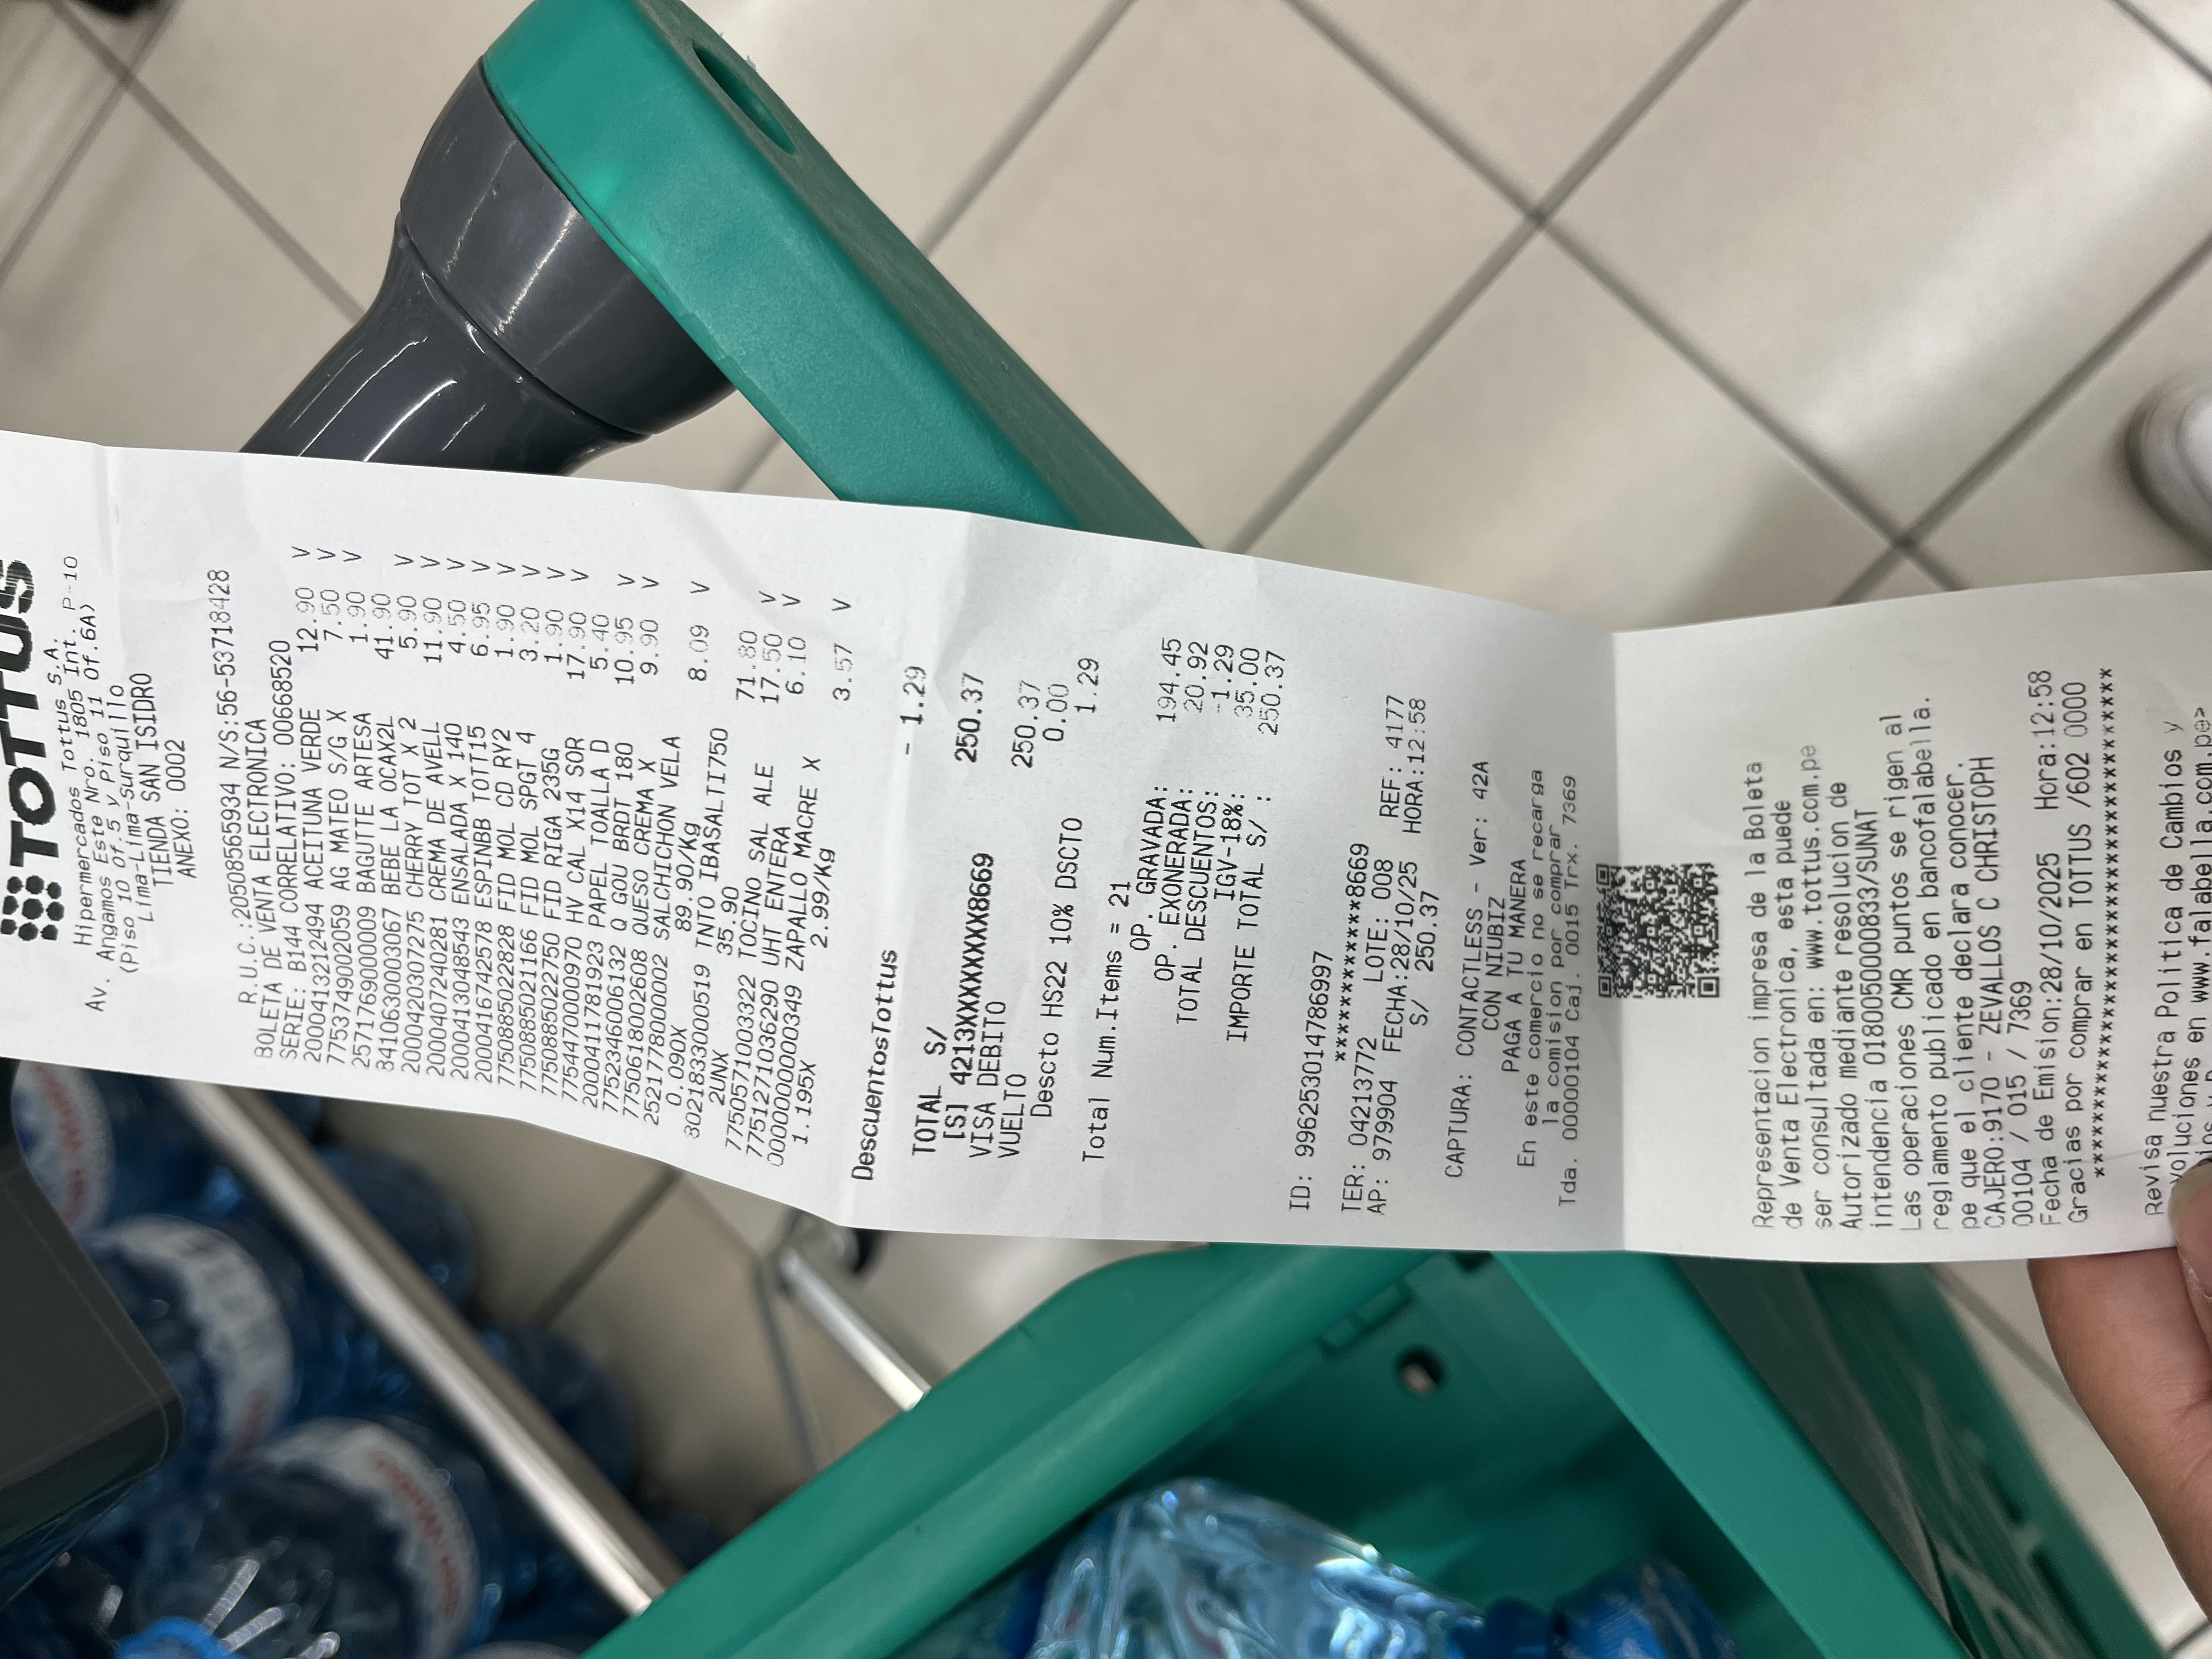 TOTTUS
Hipermercados Tottus S.A.
Av. Angamos Este Nro. 1805 Int. P-10
(Piso 10 Of.5 y Piso 11 Of.6A)
Lima-Lima-Surquillo
TIENDA SAN ISIDRO
ANEXO: 0002
R.U.C.:20508565934 N/S:56-53718428
BOLETA DE VENTA ELECTRONICA
SERIE: B144 CORRELATIVO: 00668520
2000413212494 ACEITUNA VERDE 12.90 V
7753749002059 AG MATEO S/G X 7.50 V
2571769000009 BAGUTTE ARTESA 1.90 V
8410630003067 BEBE LA OCAX2L 41.90
2000420307275 CHERRY TOT X 2 5.90 V
2000407240281 CREMA DE AVELL 11.90 V
2000413048543 ENSALADA X 140 4.50 V
2000416742578 ESPINBB TOTT15 6.95 V
7750885022828 FID MOL CD RY2 1.90 V
7750885021166 FID MOL SPGT 4 3.20 V
7750885022750 FID RIGA 235G 1.90 V
7754470000970 HV CAL X14 SOR 17.90 V
2000411781923 PAPEL TOALLA D 5.40
7752346006132 Q GOU BRDT 180 10.95 V
7750618002608 QUESO CREMA X 9.90 V
2521778000002 SALCHICHON VELA
0.090X 89.90/Kg 8.09 V
8021833000519 TNTO IBASALTI750
2UNX 35.90 71.80
7750571003322 TOCINO SAL ALE 17.50 V
7751271036290 UHT ENTERA 6.10 V
0000000000349 ZAPALLO MACRE X
1.195X 2.99/Kg 3.57 V
DescuentosTottus - 1.29
TOTAL S/ 250.37
[S] 4213XXXXXXXX8669
VISA DEBITO 250.37
VUELTO 0.00
Descto HS22 10% DSCTO 1.29
Total Num.Items = 21
OP. GRAVADA: 194.45
OP. EXONERADA: 20.92
TOTAL DESCUENTOS: -1.29
IGV-18%: 35.00
IMPORTE TOTAL S/ : 250.37
ID: 996253014786997
************8669
TER: 04213772 LOTE: 008 REF: 4177
AP: 979904 FECHA:28/10/25 HORA:12:58
S/ 250.37
CAPTURA: CONTACTLESS - Ver: 42A
CON NIUBIZ
PAGA A TU MANERA
En este comercio no se recarga
la comision por comprar
Tda. 00000104 Caj. 0015 Trx. 7369
Representacion impresa de la Boleta
de Venta Electronica, esta puede
ser consultada en: www.tottus.com.pe
Autorizado mediante resolucion de
intendencia 0180050000833/SUNAT
Las operaciones CMR puntos se rigen al
reglamento publicado en bancofalabella.
pe que el cliente declara conocer.
CAJERO:9170 - ZEVALLOS C CHRISTOPH
00104 / 015 / 7369
Fecha de Emision:28/10/2025 Hora:12:58
Gracias por comprar en TOTTUS /602 0000
**************************************
Revisa nuestra Politica de Cambios y
voluciones en www.falabella.com.pe>